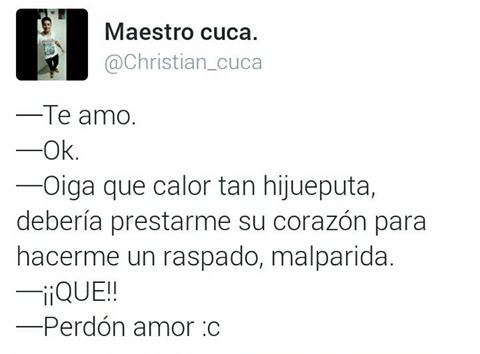 Maestro cuca.
@Christian_cuca
—Te amo.
—Ok.
—Oiga que calor tan hijueputa,
debería prestarme su corazón para
hacerme un raspado, malparida.
—¡¡QUE!!
—Perdón amor :c